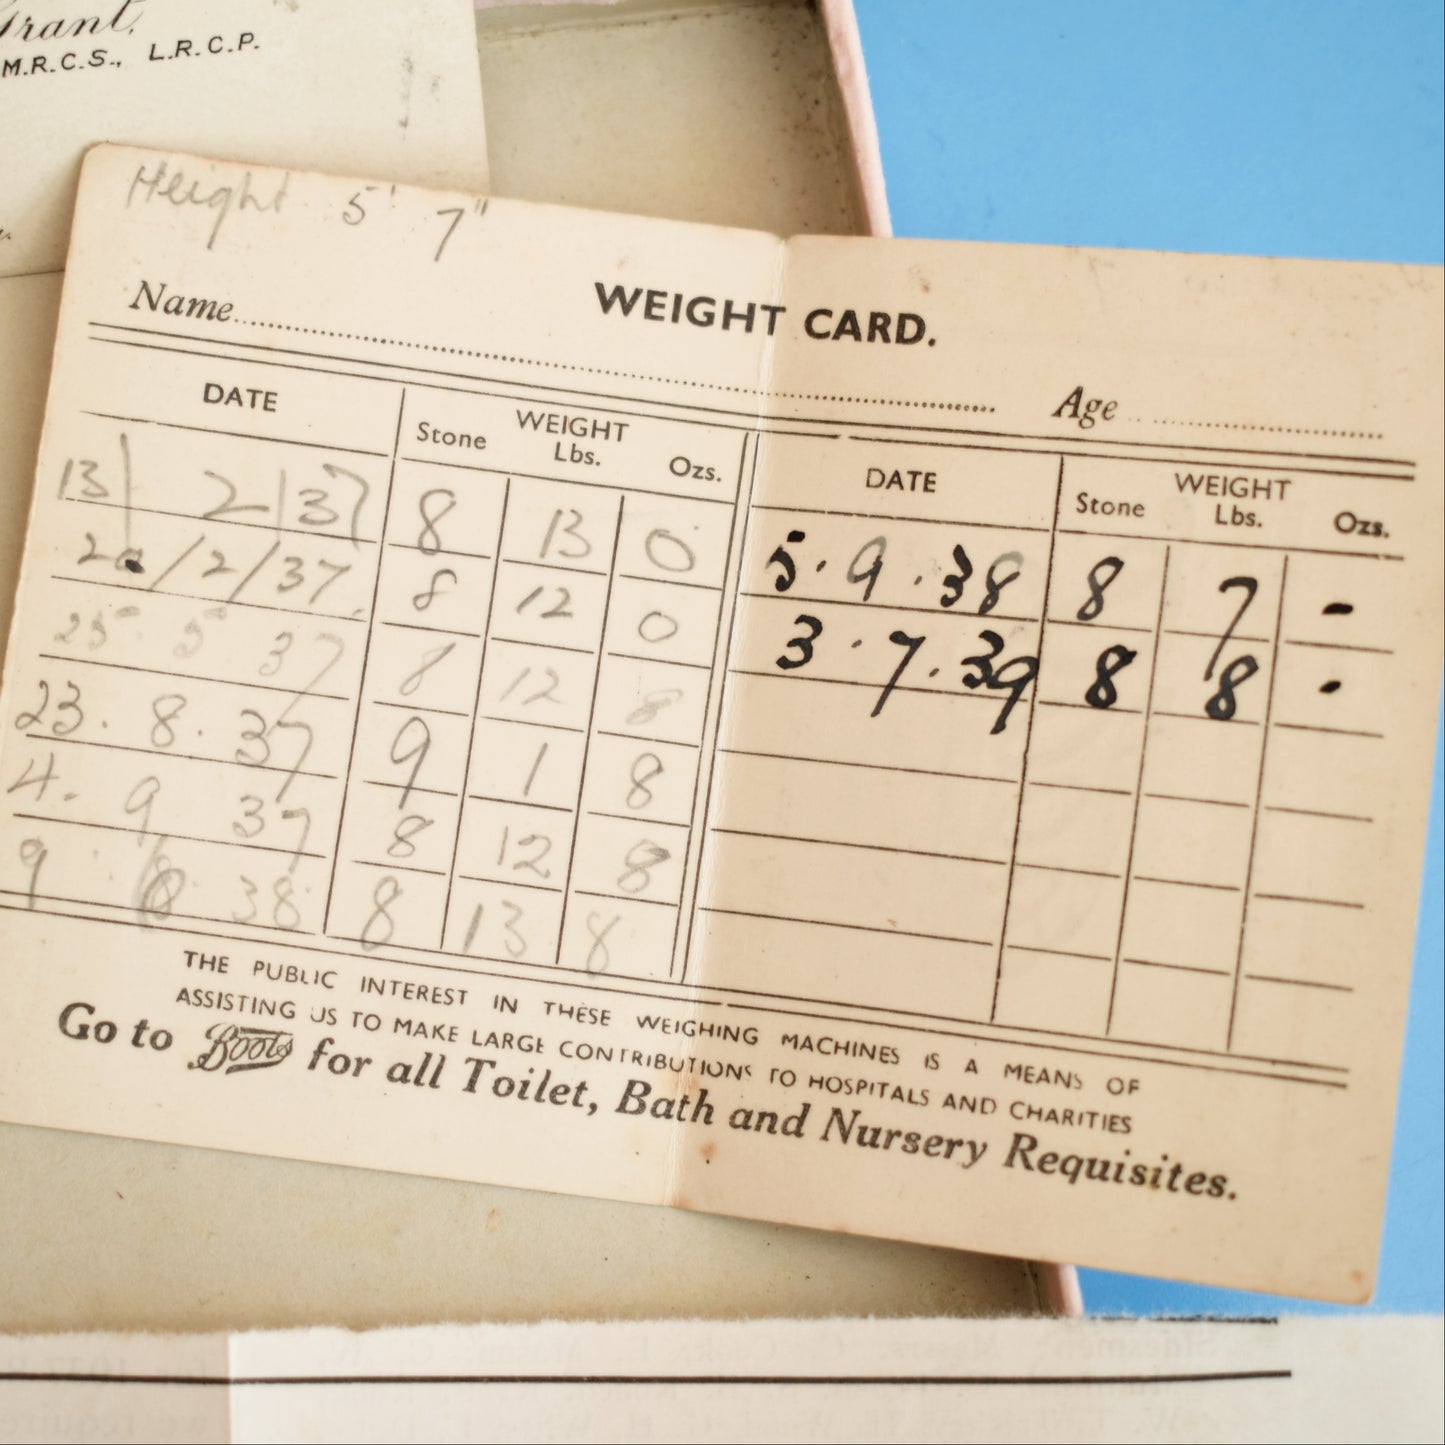 Grant,
M.R.C.S., L.R.C.P.
Height 5' 7"
WEIGHT CARD.
Name
Age
DATE WEIGHT
Stone Lbs. Ozs.
13/2/37 8 13 0
20/2/37. 8 12 0
25 5 37 8 12 8
23. 8. 37 9 1 8
4. 9 37 8 12 8
9 8 38 8 13 8
DATE WEIGHT
Stone Lbs. Ozs.
5. 9. 38 8 7 -
3. 7. 39 8 8 -
THE PUBLIC INTEREST IN THESE WEIGHING MACHINES IS A MEANS OF
ASSISTING US TO MAKE LARGE CONTRIBUTIONS TO HOSPITALS AND CHARITIES
Go to Boots for all Toilet, Bath and Nursery Requisites.